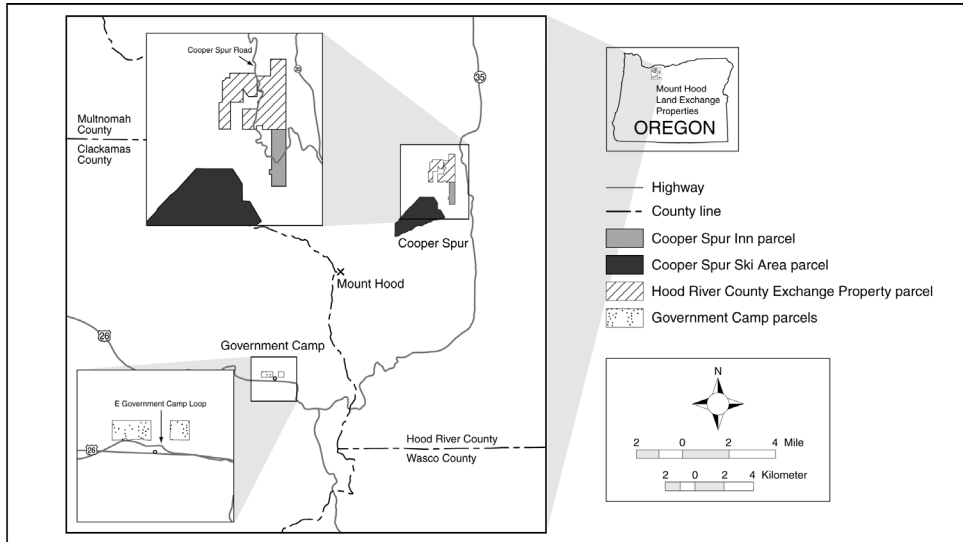 Cooper Spur Road
35
35
Multnomah
County
Clackamas
County
Cooper Spur
Mount Hood
26
Government Camp
E Government Camp Loop
26
Hood River County
Wasco County
Mount Hood
Land Exchange
Properties
OREGON
Highway
County line
Cooper Spur Inn parcel
Cooper Spur Ski Area parcel
Hood River County Exchange Property parcel
Government Camp parcels
N
2 0 2 4 Mile
2 0 2 4 Kilometer